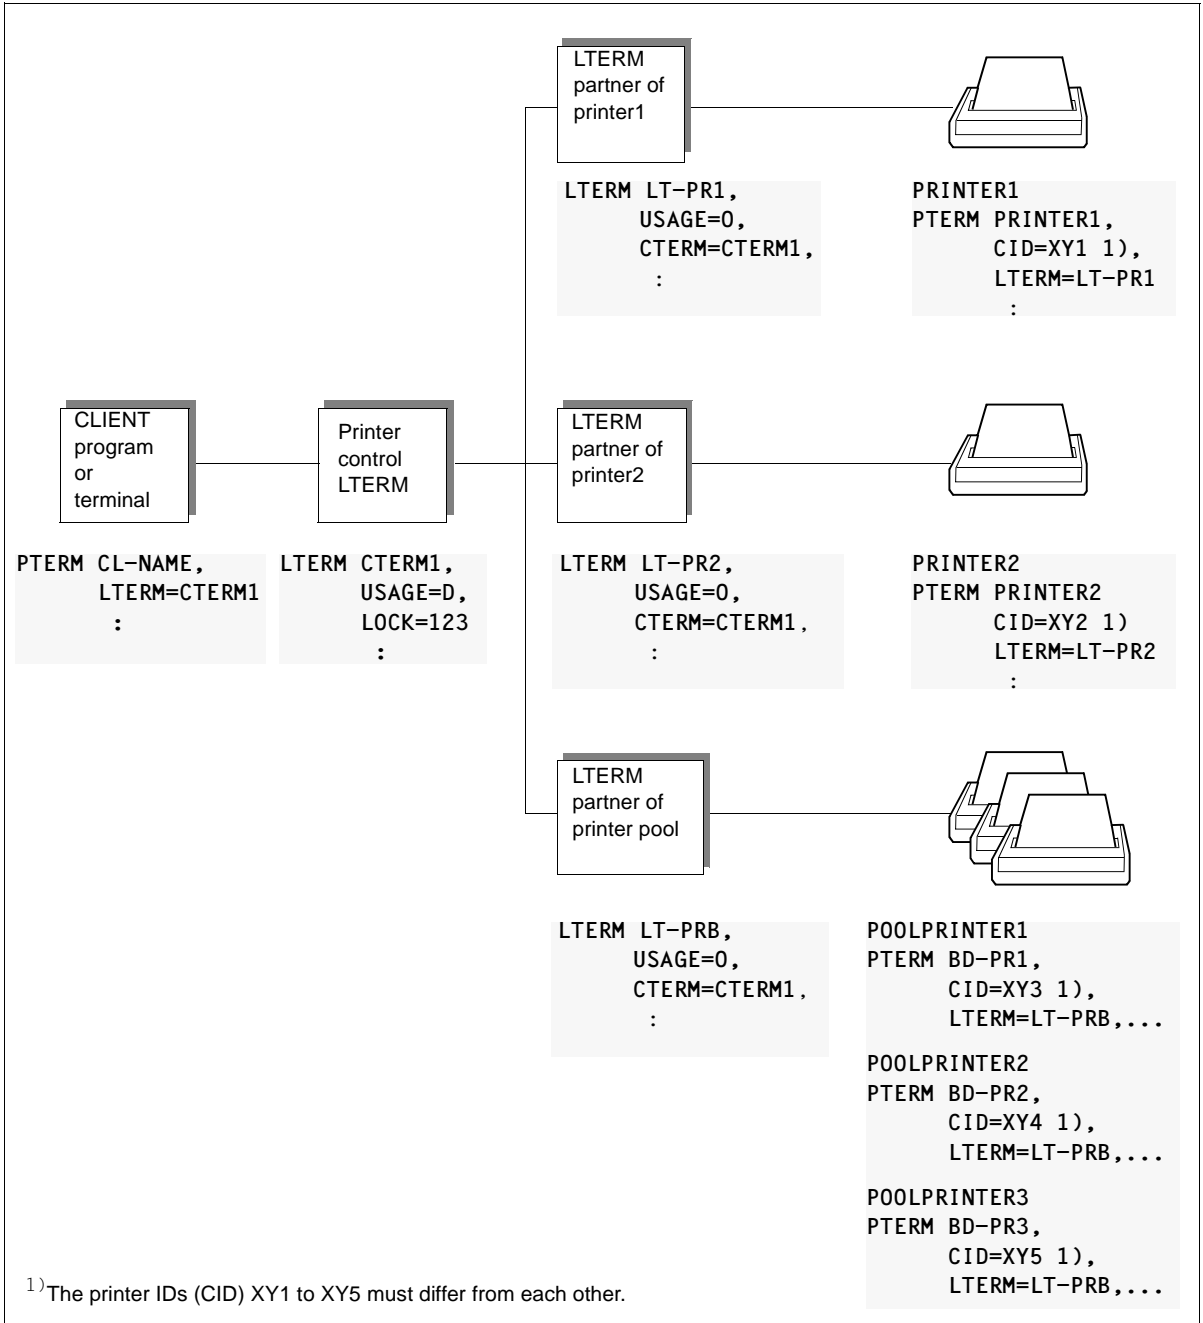 LTERM
partner of
printer1
LTERM LT-PR1,
USAGE=O,
CTERM=CTERM1,
:
PRINTER1
PTERM PRINTER1,
CID=XY1 1),
LTERM=LT-PR1
:
CLIENT
program
or
terminal
PTERM CL-NAME,
LTERM=CTERM1
:
Printer
control
LTERM
LTERM CTERM1,
USAGE=D,
LOCK=123
:
LTERM
partner of
printer2
LTERM LT-PR2,
USAGE=O,
CTERM=CTERM1,
:
PRINTER2
PTERM PRINTER2
CID=XY2 1)
LTERM=LT-PR2
:
LTERM
partner of
printer pool
LTERM LT-PRB,
USAGE=O,
CTERM=CTERM1,
:
POOLPRINTER1
PTERM BD-PR1,
CID=XY3 1),
LTERM=LT-PRB,...
POOLPRINTER2
PTERM BD-PR2,
CID=XY4 1),
LTERM=LT-PRB,...
POOLPRINTER3
PTERM BD-PR3,
CID=XY5 1),
LTERM=LT-PRB,...
1) The printer IDs (CID) XY1 to XY5 must differ from each other.